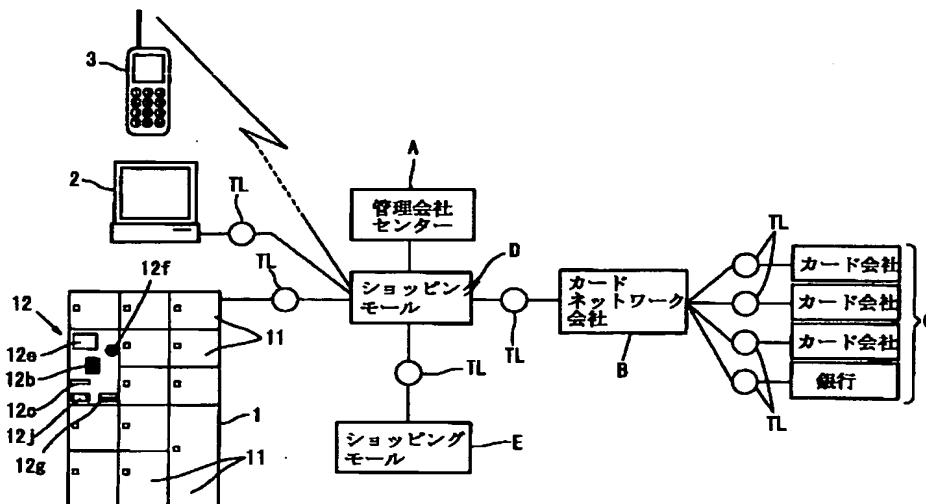 3
A
2
TL
管理会社
センター
TL
カード会社
12f
TL
D
12
ショッピン
モール
カード
ネットワーク
会社
カード会社
11
TL
12e
カード会社
12b
TL
B
12c
銀行
12j
1
TL
12g
ショッピング
モール
E
11